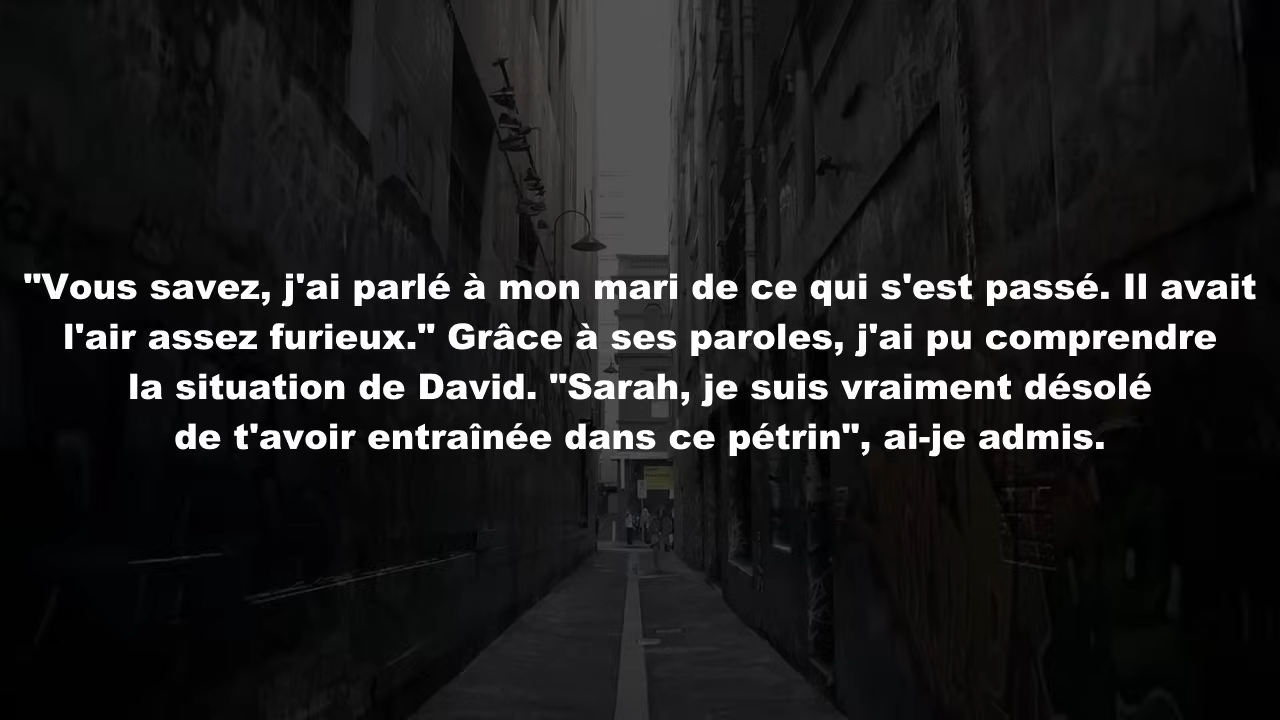 "Vous savez, j'ai parlé à mon mari de ce qui s'est passé. Il avait
l'air assez furieux." Grâce à ses paroles, j'ai pu comprendre
la situation de David. "Sarah, je suis vraiment désolé
de t'avoir entraînée dans ce pétrin", ai-je admis.